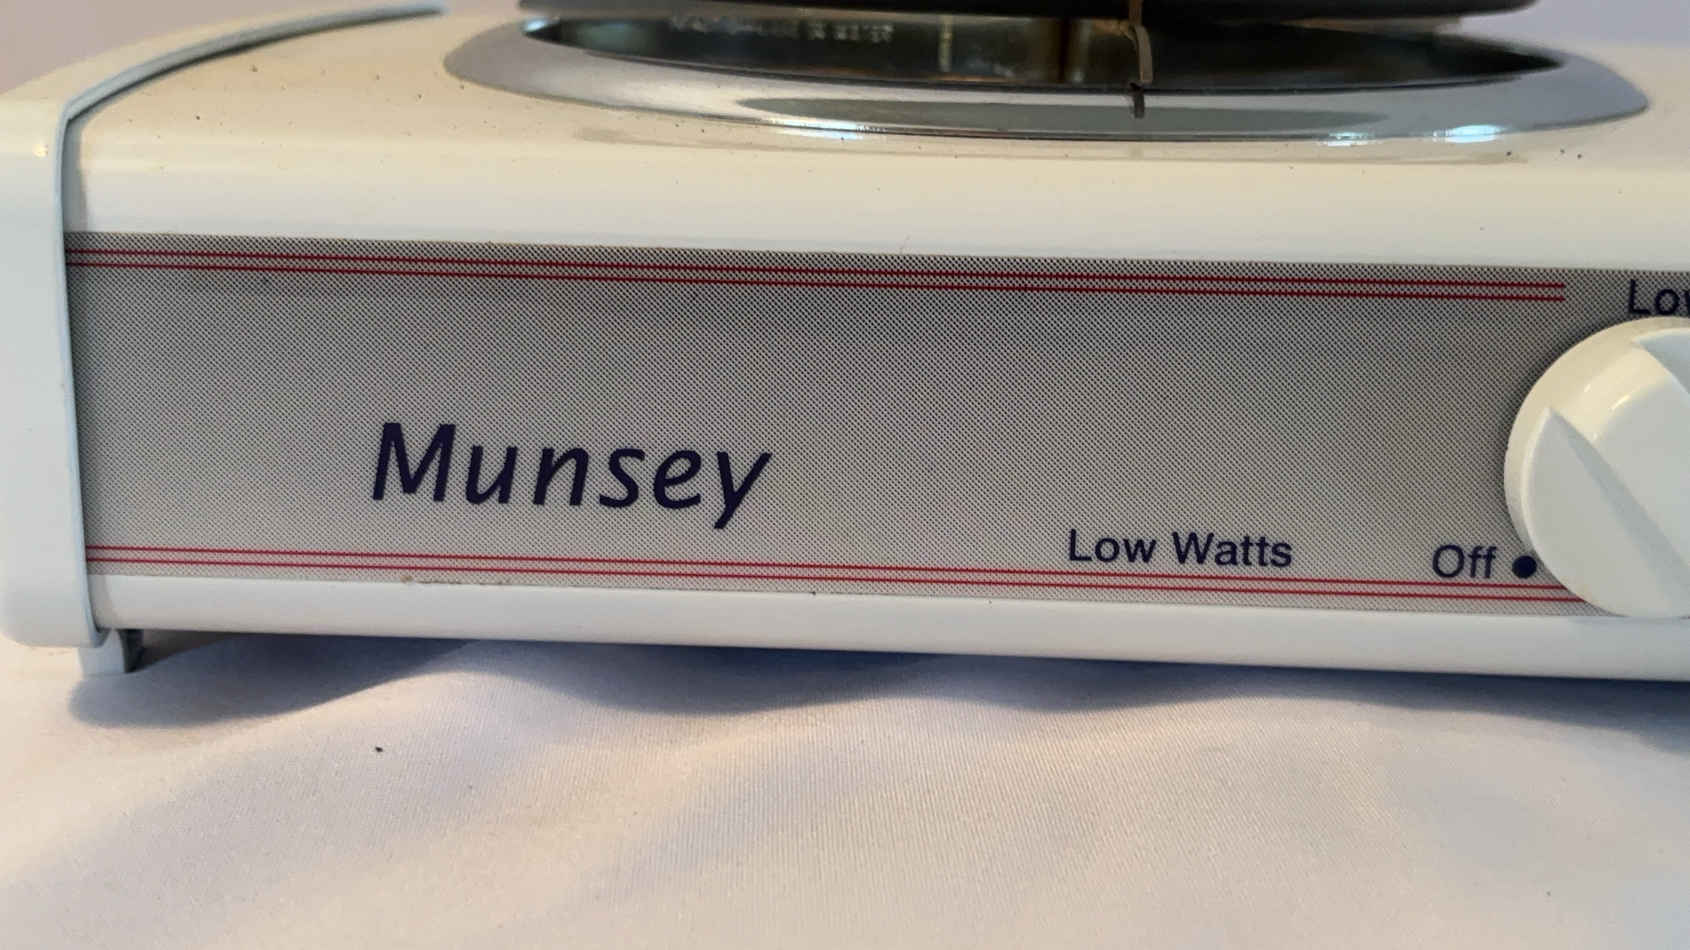 Munsey
Low Watts
Off